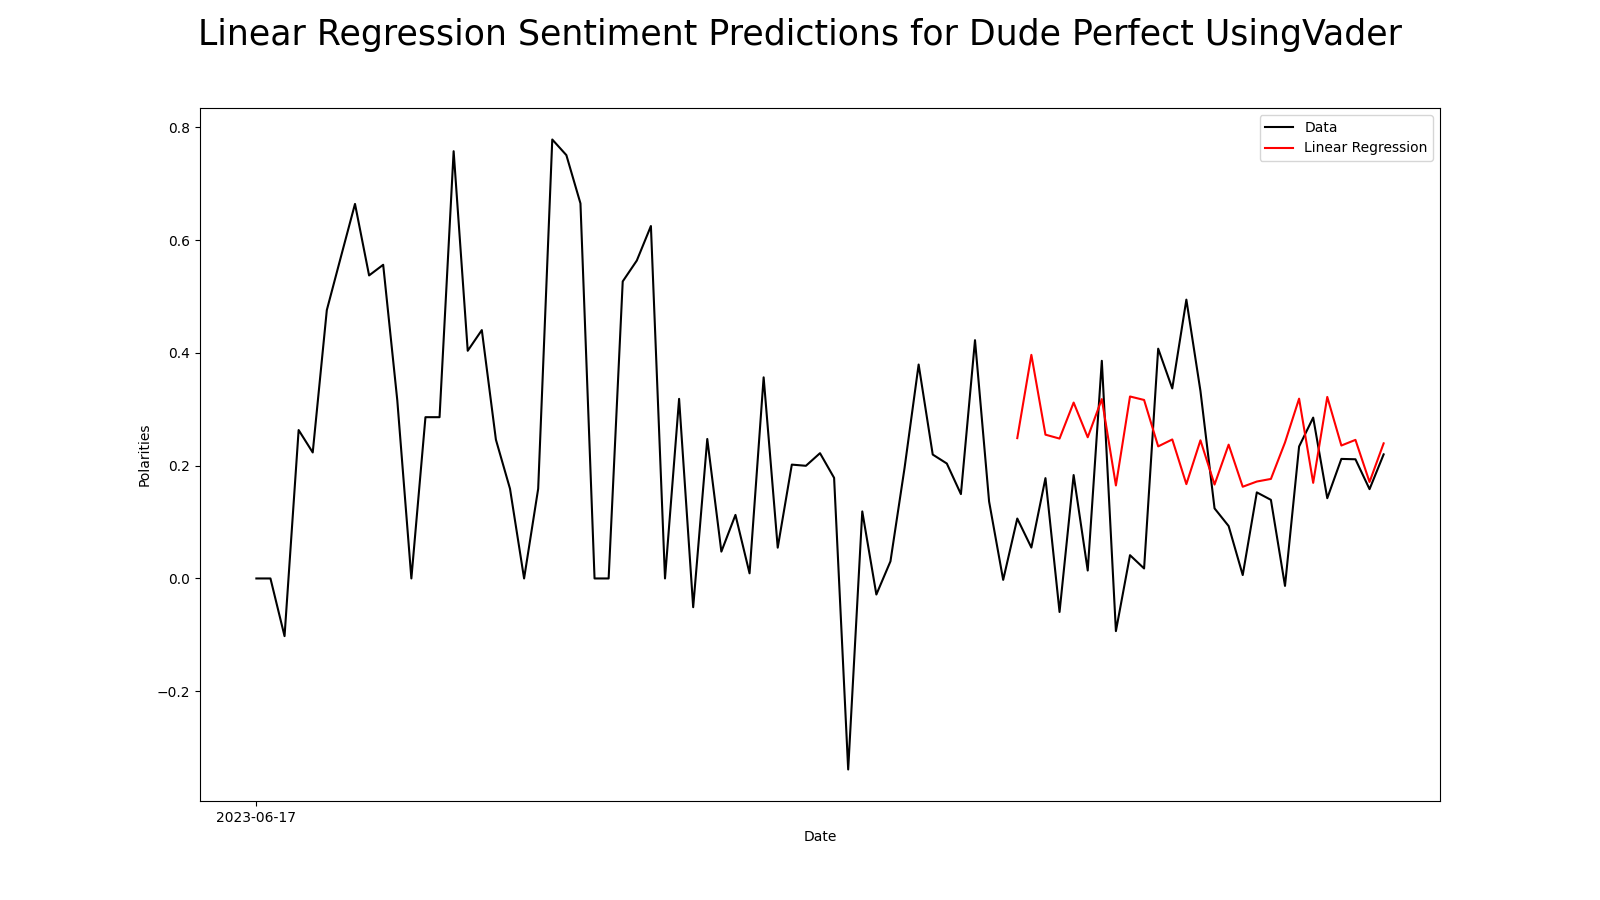 Linear Regression Sentiment Predictions for Dude Perfect UsingVader
Data
Linear Regression
0.8
0.6
0.4
0.2
0.0
−0.2
Polarities
2023-06-17
Date